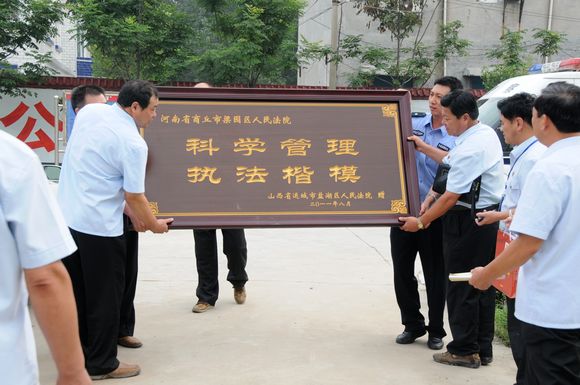 河南省商丘市梁园区人民法院
科学管理
执法楷模
山西省运城市盐湖区人民法院 赠
二〇一一年八月
公